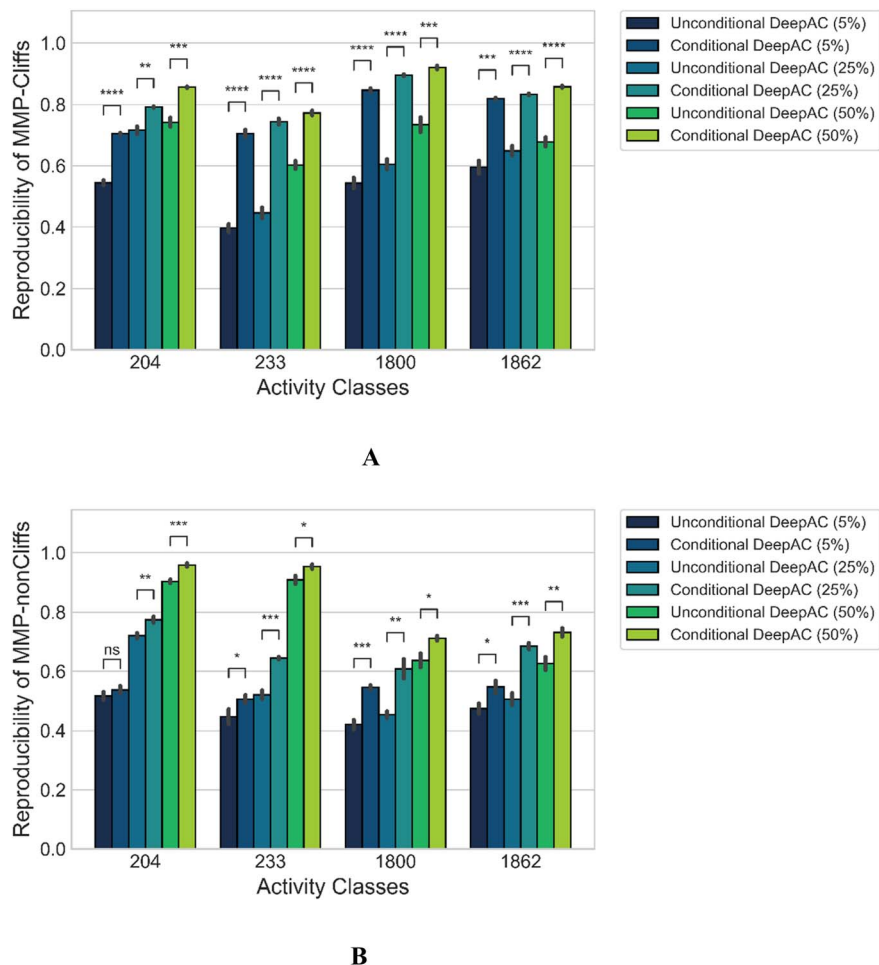 Reproducibility of MMP-Cliffs
1.0
0.8
0.6
0.4
0.2
0.0
**** ** ***
**** **** ****
**** **** ***
*** **** ****
204 233 1800 1862
Activity Classes
Unconditional DeepAC (5%)
Conditional DeepAC (5%)
Unconditional DeepAC (25%)
Conditional DeepAC (25%)
Unconditional DeepAC (50%)
Conditional DeepAC (50%)
A
Reproducibility of MMP-nonCliffs
1.0
0.8
0.6
0.4
0.2
0.0
ns ** ***
* *** *
*** ** *
* *** **
204 233 1800 1862
Activity Classes
Unconditional DeepAC (5%)
Conditional DeepAC (5%)
Unconditional DeepAC (25%)
Conditional DeepAC (25%)
Unconditional DeepAC (50%)
Conditional DeepAC (50%)
B